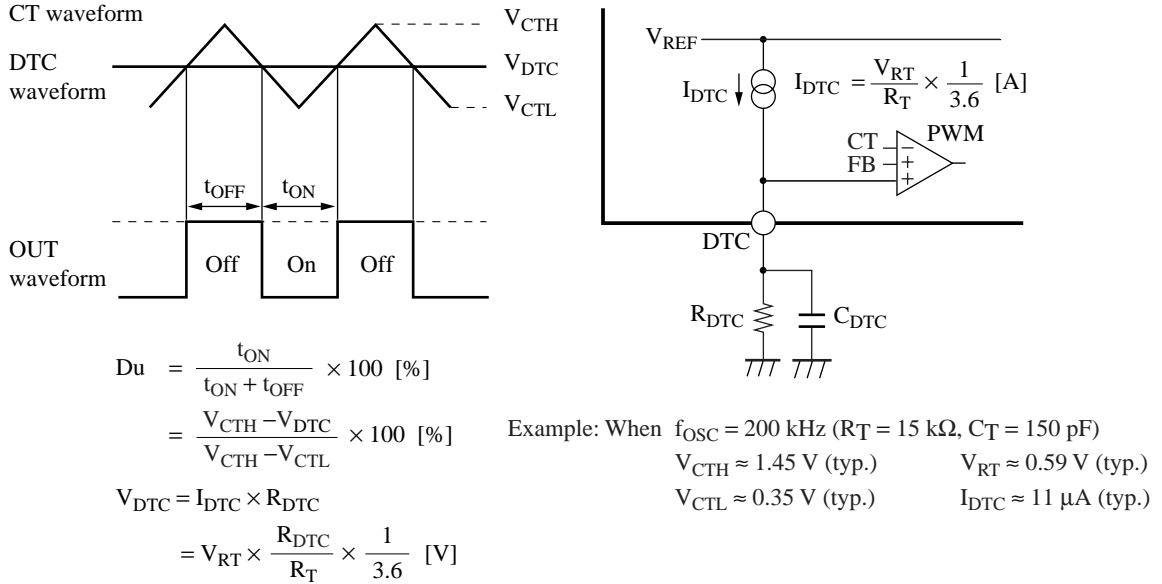 CT waveform
V_CTH
DTC
waveform
V_DTC
V_CTL
t_OFF
t_ON
OUT
waveform
Off
On
Off
V_REF
I_DTC
I_DTC = V_RT/R_T × 1/3.6 [A]
PWM
CT −
FB +
+
DTC
R_DTC
C_DTC
Du = t_ON/(t_ON + t_OFF) × 100 [%]
= (V_CTH − V_DTC)/(V_CTH − V_CTL) × 100 [%]
V_DTC = I_DTC × R_DTC
= V_RT × R_DTC/R_T × 1/3.6 [V]
Example: When f_OSC = 200 kHz (R_T = 15 kΩ, C_T = 150 pF)
V_CTH ≈ 1.45 V (typ.) V_RT ≈ 0.59 V (typ.)
V_CTL ≈ 0.35 V (typ.) I_DTC ≈ 11 μA (typ.)